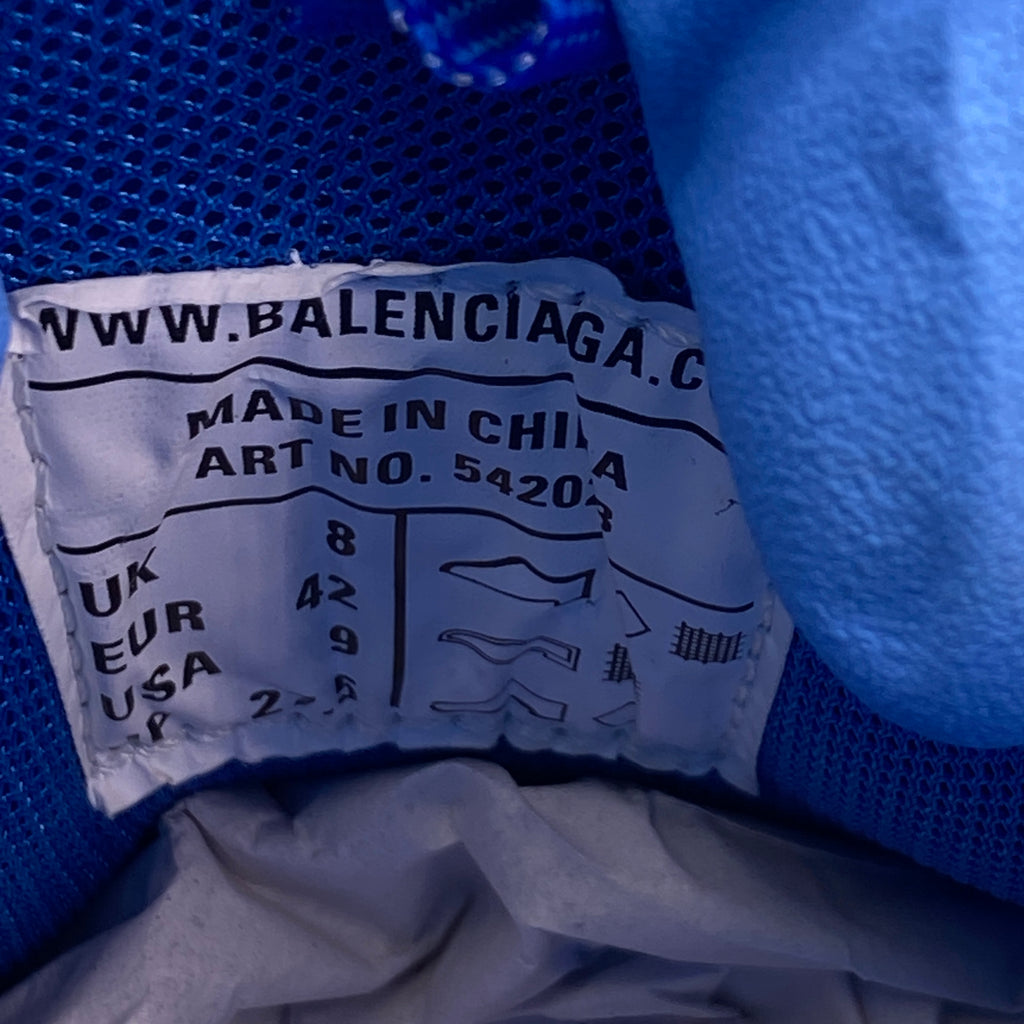 WWW.BALENCIAGA.C
MADE IN CHINA
ART NO. 54202
UK 8
EUR 42
USA 9